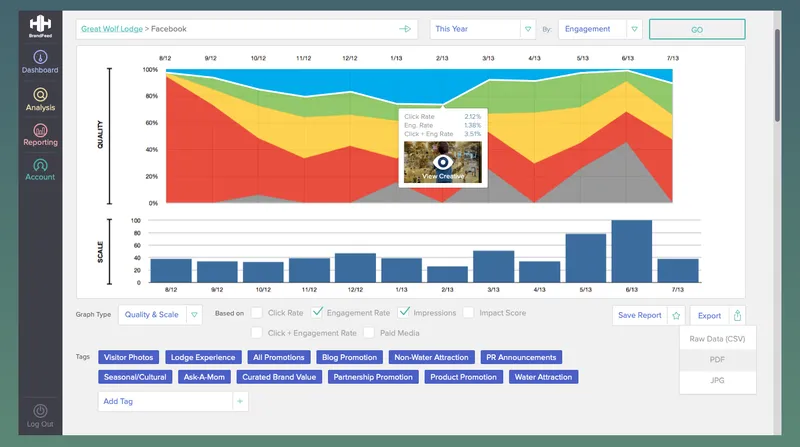 BrandFeed
Great Wolf Lodge > Facebook
This Year
By:
Engagement
GO
Dashboard
Analysis
Reporting
Account
Log Out
8/12 9/12 10/12 11/12 12/12 1/13 2/13 3/13 4/13 5/13 6/13 7/13
QUALITY
100%
80%
60%
40%
20%
0%
Click Rate 2.12%
Eng. Rate 1.38%
Click + Eng Rate 3.51%
View Creative
SCALE
100
80
60
40
20
0
8/12 9/12 10/12 11/12 12/12 1/13 2/13 3/13 4/13 5/13 6/13 7/13
Graph Type
Quality & Scale
Based on
Click Rate
Engagement Rate
Impressions
Impact Score
Click + Engagement Rate
Paid Media
Save Report
Export
Raw Data (CSV)
PDF
JPG
Tags
Visitor Photos
Lodge Experience
All Promotions
Blog Promotion
Non-Water Attraction
PR Announcements
Seasonal/Cultural
Ask-A-Mom
Curated Brand Value
Partnership Promotion
Product Promotion
Water Attraction
Add Tag +